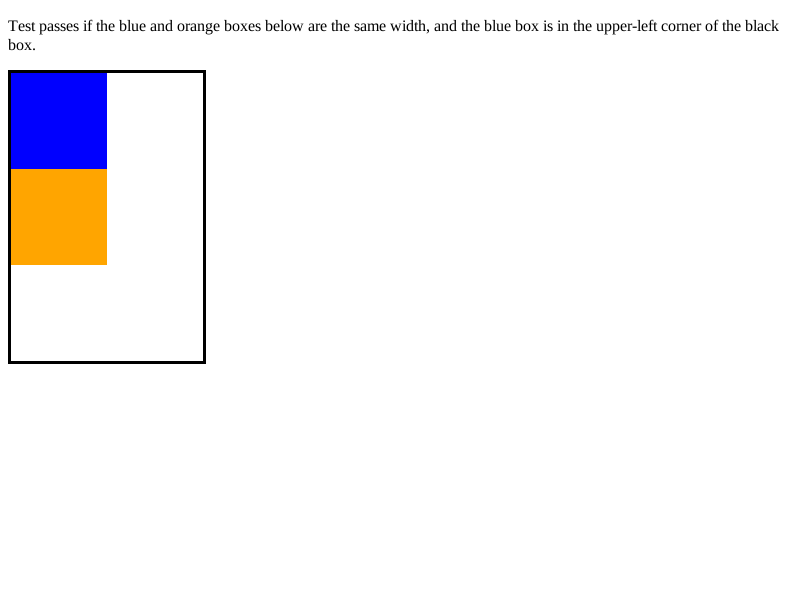 Test passes if the blue and orange boxes below are the same width, and the blue box is in the upper-left corner of the black
box.